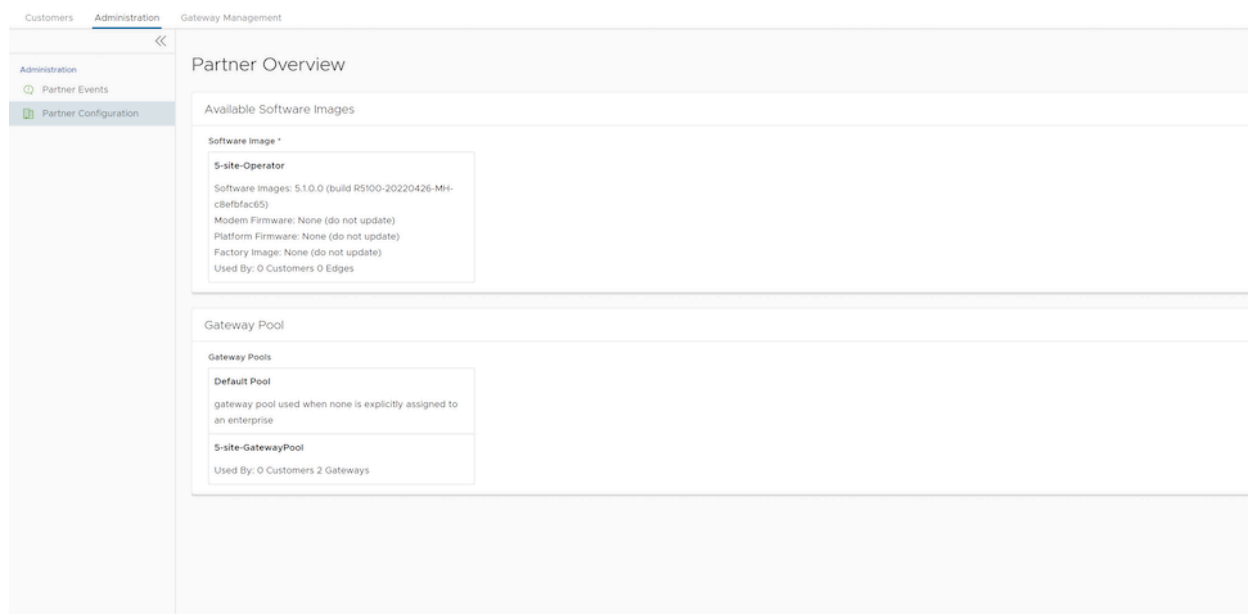 Customers Administration Gateway Management
Administration
Partner Events
Partner Configuration
Partner Overview
Available Software Images
Software Image *
5-site-Operator
Software Images: 5.1.0.0 (build R5100-20220426-MH-
c8efbfac65)
Modem Firmware: None (do not update)
Platform Firmware: None (do not update)
Factory Image: None (do not update)
Used By: 0 Customers 0 Edges
Gateway Pool
Gateway Pools
Default Pool
gateway pool used when none is explicitly assigned to
an enterprise
5-site-GatewayPool
Used By: 0 Customers 2 Gateways